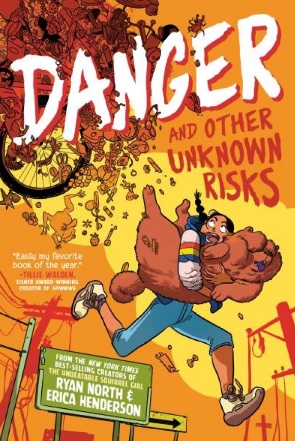 DANGER
AND OTHER
UNKNOWN
RISKS
"Easily my favorite
book of the year."
—TILLIE WALDEN,
EISNER AWARD-WINNING
CREATOR OF SPINNING
FROM THE NEW YORK TIMES
BEST-SELLING CREATORS OF
THE UNBEATABLE SQUIRREL GIRL
RYAN NORTH &
ERICA HENDERSON